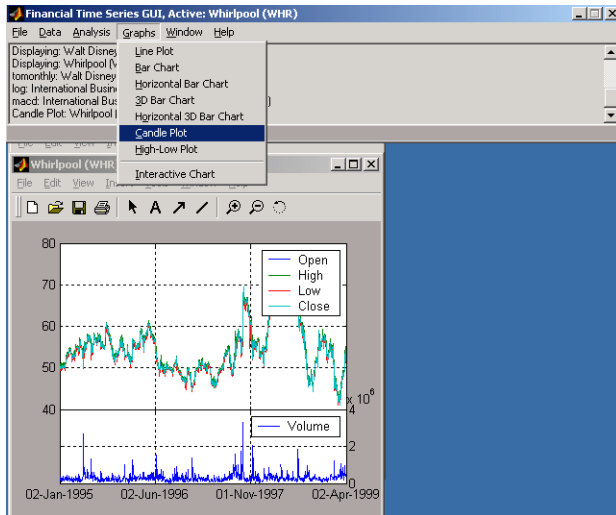 Financial Time Series GUI, Active: Whirlpool (WHR)
File Data Analysis Graphs Window Help
Displaying: Walt Disney
Displaying: Whirlpool (W
tomonthly: Walt Disney
log: International Busin
macd: International Bus
Candle Plot: Whirlpool
Line Plot
Bar Chart
Horizontal Bar Chart
3D Bar Chart
Horizontal 3D Bar Chart
Candle Plot
High-Low Plot
Interactive Chart
Whirlpool (WHR
File Edit View
80
70
60
50
40
Open
High
Low
Close
x 10^6
4
2
0
Volume
02-Jan-1995 02-Jun-1996 01-Nov-1997 02-Apr-1999